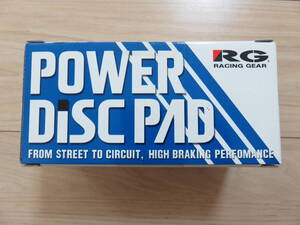 POWER
DiSC PAD
RG
RACING GEAR
FROM STREET TO CIRCUIT, HIGH BRAKING PERFOMANCE